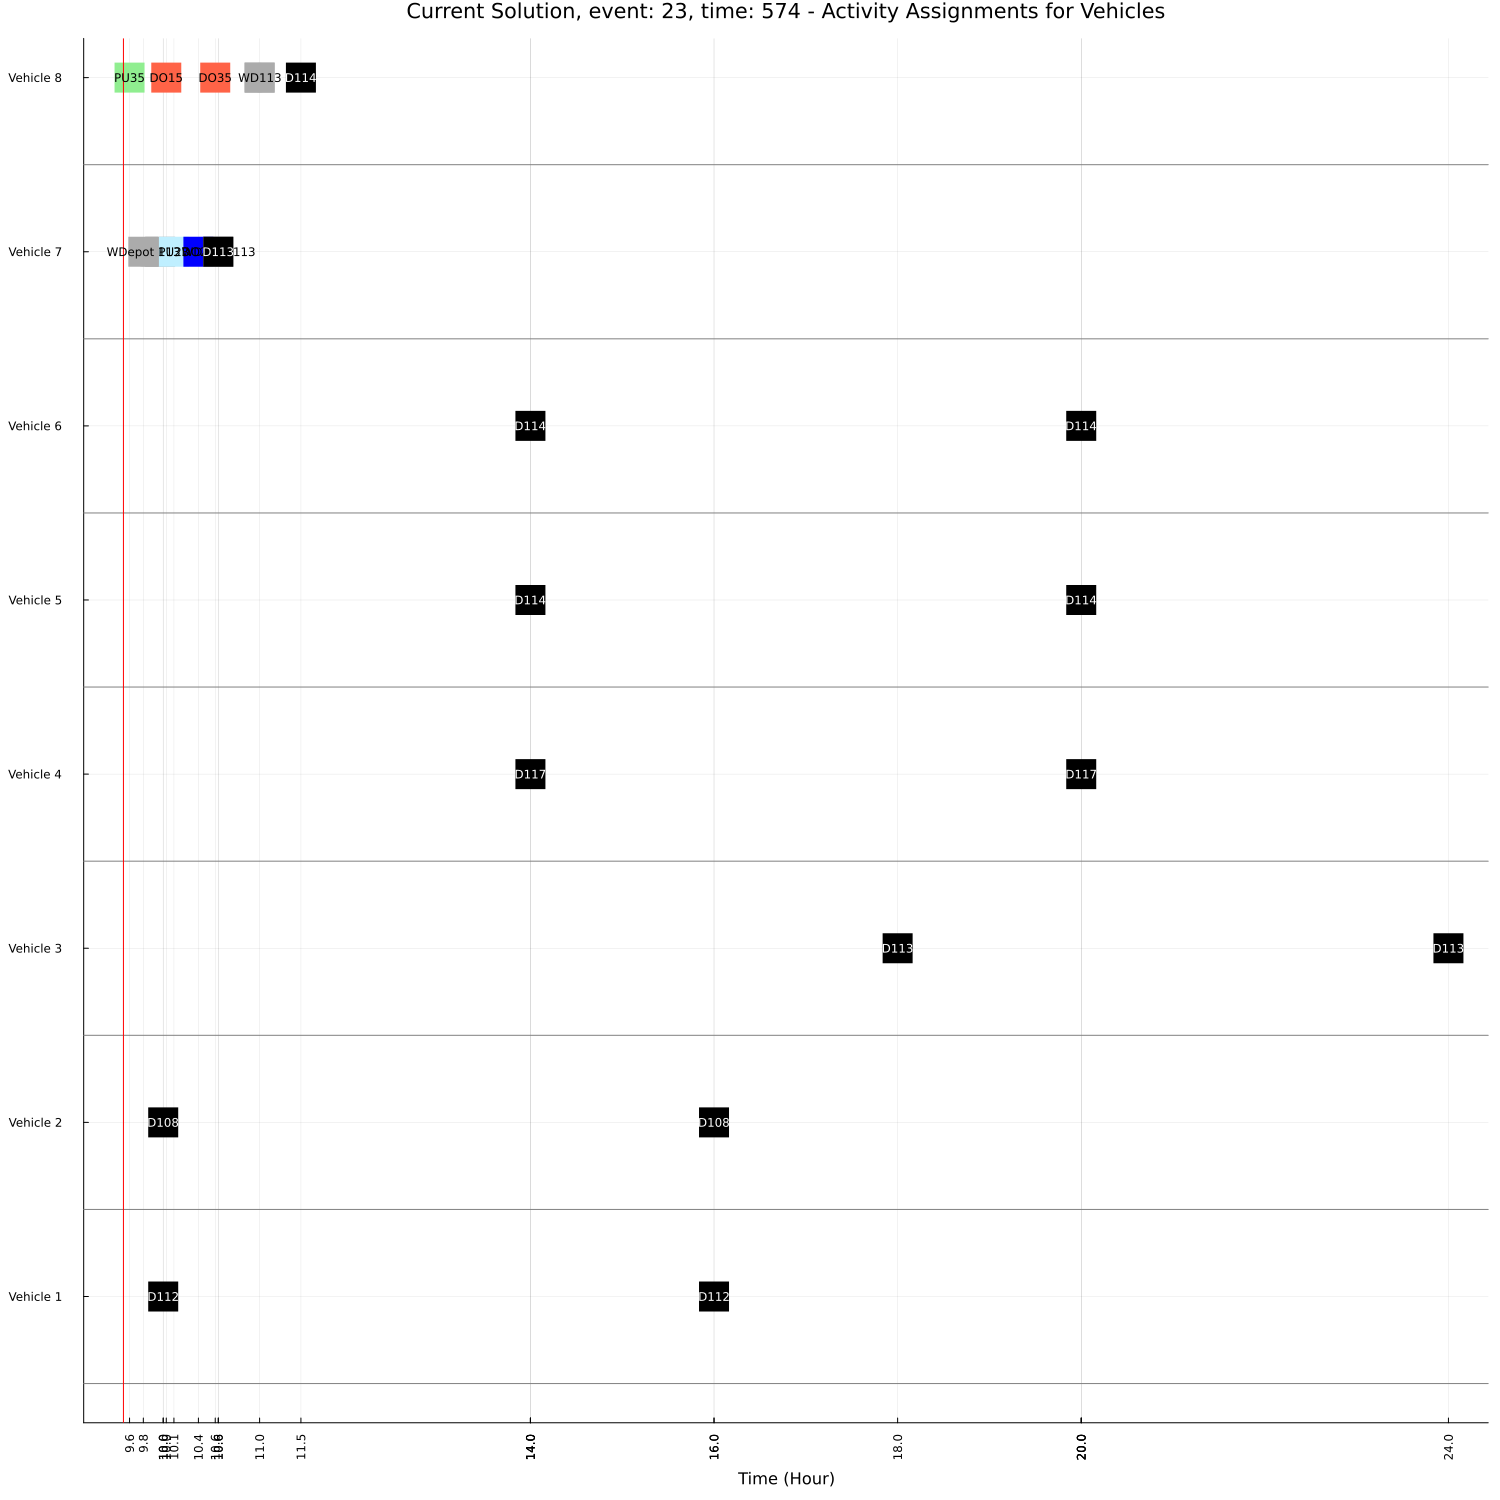 Current Solution, event: 23, time: 574 - Activity Assignments for Vehicles
Vehicle 8
PU35
DO15
DO35
WD113
D114
Vehicle 7
WDepot
D113
113
Vehicle 6
D114
D114
Vehicle 5
D114
D114
Vehicle 4
D117
D117
Vehicle 3
D113
D113
Vehicle 2
D108
D108
Vehicle 1
D112
D112
9.6
9.8
10.1
10.4
11.0
11.5
14.0
16.0
18.0
20.0
24.0
Time (Hour)